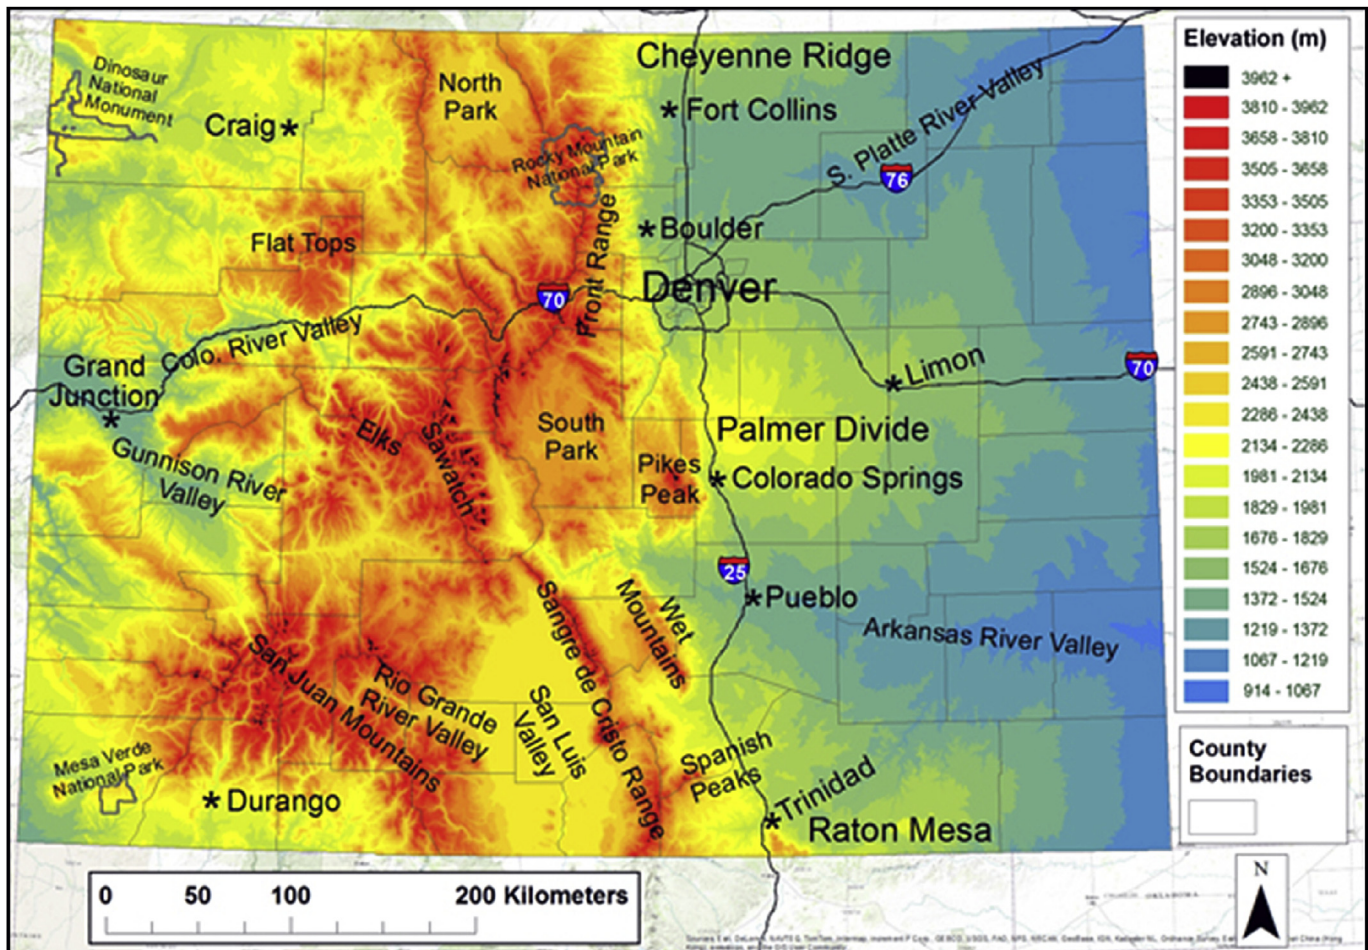 Cheyenne Ridge
Dinosaur
National
Monument
North
Park
Craig
Fort Collins
Rocky Mountain
National Park
S. Platte River Valley
76
Flat Tops
Front Range
Boulder
Denver
70
Colo. River Valley
Grand
Junction
Limon
70
Elks
Sawatch
South
Park
Palmer Divide
Pikes
Peak
Colorado Springs
Gunnison River
Valley
25
Pueblo
Wet
Mountains
Arkansas River Valley
Sangre de Cristo Range
San Juan Mountains
Rio Grande
River Valley
San Luis
Valley
Spanish
Peaks
Mesa Verde
National Park
Durango
Trinidad
Raton Mesa
Elevation (m)
3962 +
3810 - 3962
3658 - 3810
3505 - 3658
3353 - 3505
3200 - 3353
3048 - 3200
2896 - 3048
2743 - 2896
2591 - 2743
2438 - 2591
2286 - 2438
2134 - 2286
1981 - 2134
1829 - 1981
1676 - 1829
1524 - 1676
1372 - 1524
1219 - 1372
1067 - 1219
914 - 1067
County
Boundaries
N
0 50 100 200 Kilometers